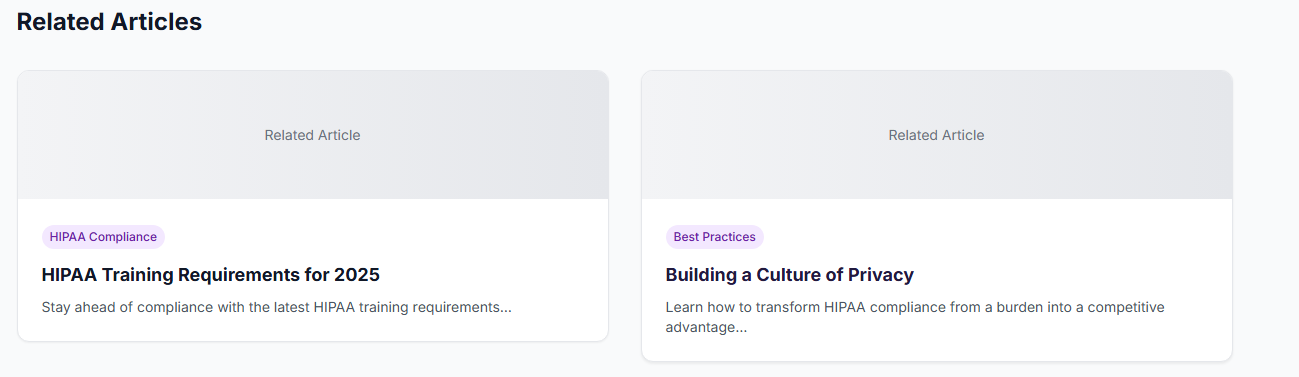 Related Articles
Related Article
HIPAA Compliance
HIPAA Training Requirements for 2025
Stay ahead of compliance with the latest HIPAA training requirements...
Related Article
Best Practices
Building a Culture of Privacy
Learn how to transform HIPAA compliance from a burden into a competitive
advantage...